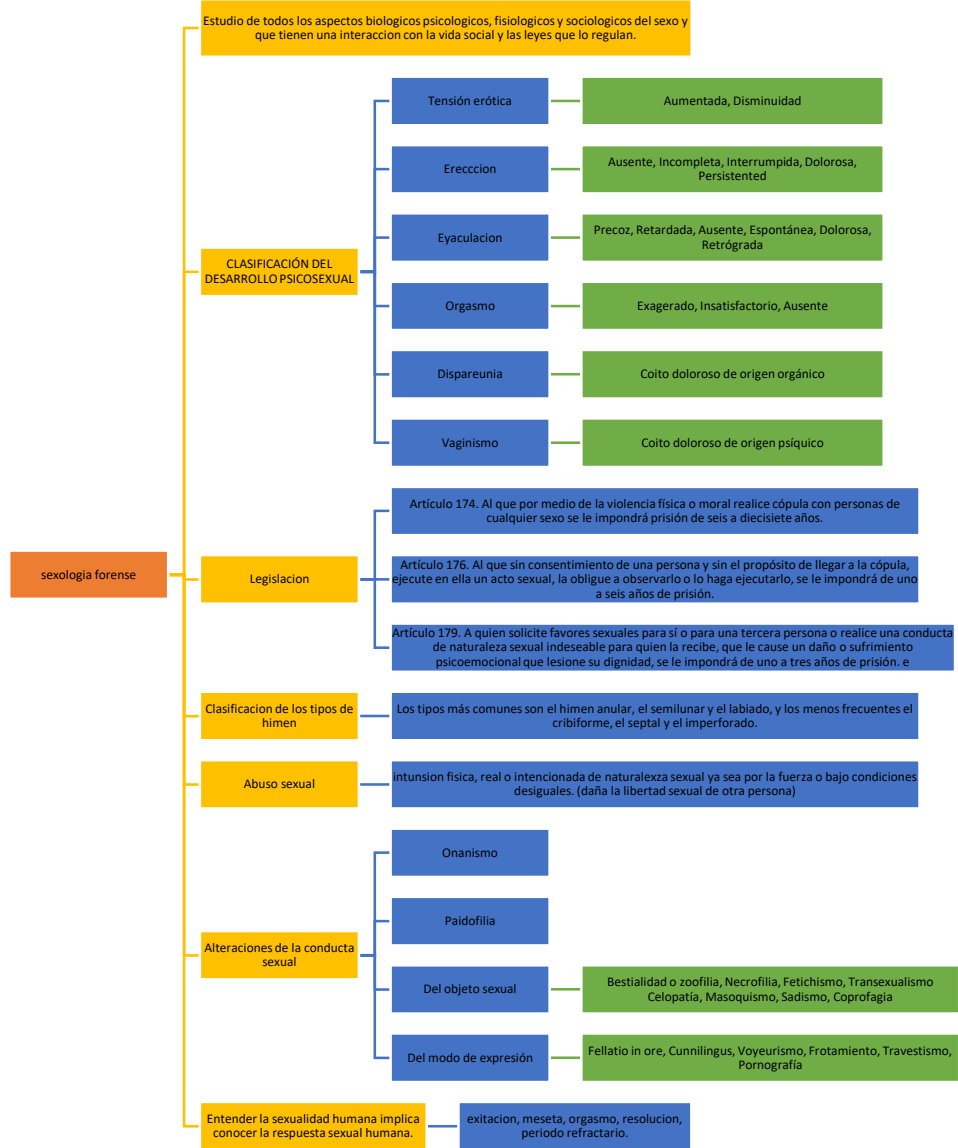 sexologia forense
Estudio de todos los aspectos biologicos psicologicos, fisiologicos y sociologicos del sexo y
que tienen una interaccion con la vida social y las leyes que lo regulan.
CLASIFICACIÓN DEL
DESARROLLO PSICOSEXUAL
Tensión erótica
Aumentada, Disminuidad
Ereccción
Ausente, Incompleta, Interrumpida, Dolorosa,
Persistented
Eyaculacion
Precoz, Retardada, Ausente, Espontánea, Dolorosa,
Retrógrada
Orgasmo
Exagerado, Insatisfactorio, Ausente
Dispareunia
Coito doloroso de origen orgánico
Vaginismo
Coito doloroso de origen psíquico
Legislacion
Artículo 174. Al que por medio de la violencia física o moral realice cópula con personas de
cualquier sexo se le impondrá prisión de seis a diecisiete años.
Artículo 176. Al que sin consentimiento de una persona y sin el propósito de llegar a la cópula,
ejecute en ella un acto sexual, la obligue a observarlo o lo haga ejecutarlo, se le impondrá de uno
a seis años de prisión.
Artículo 179. A quien solicite favores sexuales para sí o para una tercera persona o realice una conducta
de naturaleza sexual indeseable para quien la recibe, que le cause un daño o sufrimiento
psicoemocional que lesione su dignidad, se le impondrá de uno a tres años de prisión. e
Clasificacion de los tipos de
himen
Los tipos más comunes son el himen anular, el semilunar y el labiado, y los menos frecuentes el
cribiforme, el septal y el imperforado.
Abuso sexual
intunsion fisica, real o intencionada de naturalexza sexual ya sea por la fuerza o bajo condiciones
desiguales. (daña la libertad sexual de otra persona)
Alteraciones de la conducta
sexual
Onanismo
Paidofilia
Del objeto sexual
Bestialidad o zoofilia, Necrofilia, Fetichismo, Transexualismo
Celopatía, Masoquismo, Sadismo, Coprofagia
Del modo de expresión
Fellatio in ore, Cunnilingus, Voyeurismo, Frotamiento, Travestismo,
Pornografía
Entender la sexualidad humana implica
conocer la respuesta sexual humana.
exitacion, meseta, orgasmo, resolucion,
periodo refractario.